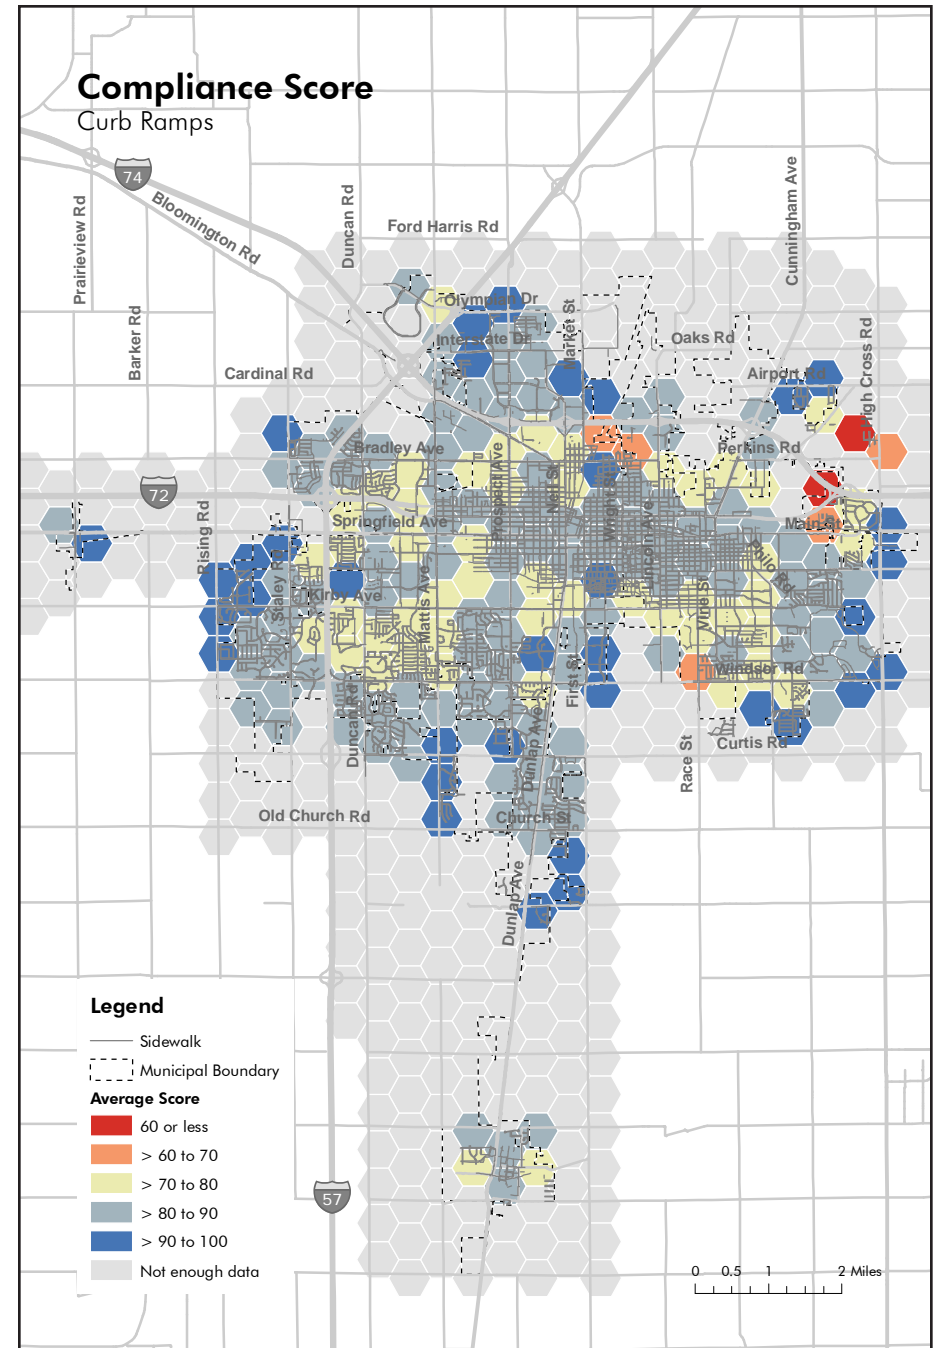 Compliance Score
Curb Ramps
74
Bloomington Rd
Prairieview Rd
Barker Rd
Duncan Rd
Ford Harris Rd
Cunningham Ave
Olympian Dr
Interstate Dr
Market St
Oaks Rd
Airport Rd
High Cross Rd
Cardinal Rd
Bradley Ave
Perkins Rd
72
Rising Rd
Springfield Ave
Prospect Ave
Neil St
Wright St
Lincoln Ave
Main St
Philo Rd
Staley Rd
Kirby Ave
Matts Ave
Vine St
Windsor Rd
First St
Duncan Rd
Dunlap Ave
Race St
Curtis Rd
Old Church Rd
Church St
Dunlap Ave
Legend
Sidewalk
Municipal Boundary
Average Score
60 or less
> 60 to 70
> 70 to 80
> 80 to 90
> 90 to 100
Not enough data
57
0 0.5 1 2 Miles